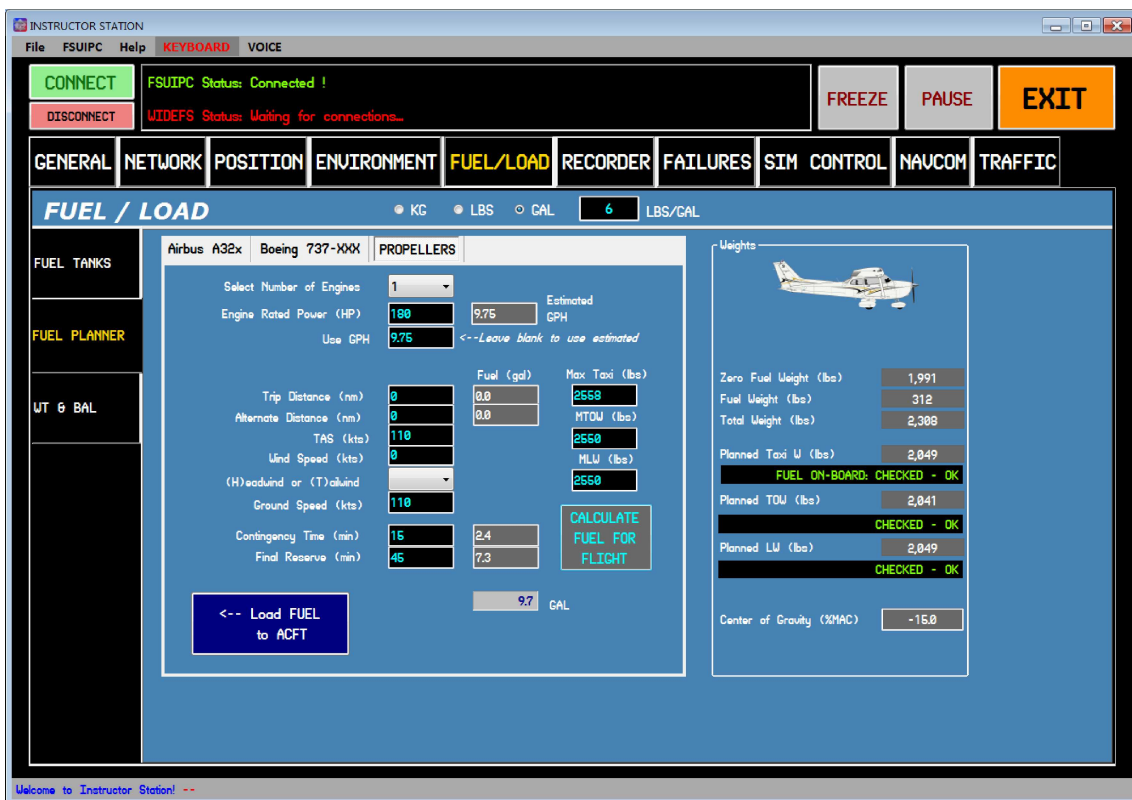 INSTRUCTOR STATION
File FSUIPC Help KEYBOARD VOICE
CONNECT
DISCONNECT
FSUIPC Status: Connected !
WIDEFS Status: Waiting for connections...
FREEZE
PAUSE
EXIT
GENERAL NETWORK POSITION ENVIRONMENT FUEL/LOAD RECORDER FAILURES SIM CONTROL NAVCOM TRAFFIC
FUEL / LOAD
KG LBS GAL 6 LBS/GAL
FUEL TANKS
FUEL PLANNER
WT & BAL
Airbus A32x Boeing 737-XXX PROPELLERS
Select Number of Engines 1
Engine Rated Power (HP) 180 9.75 Estimated GPH
Use GPH 9.75 <--Leave blank to use estimated
Fuel (gal) Max Taxi (lbs)
Trip Distance (nm) 0 0.0 2558
Alternate Distance (nm) 0 0.0 MTOW (lbs)
TAS (kts) 110 2550
Wind Speed (kts) 0 MLW (lbs)
(H)eadwind or (T)ailwind 2550
Ground Speed (kts) 110
Contingency Time (min) 15 2.4
Final Reserve (min) 45 7.3
CALCULATE
FUEL FOR
FLIGHT
9.7 GAL
<-- Load FUEL
to ACFT
Weights
Zero Fuel Weight (lbs) 1,991
Fuel Weight (lbs) 312
Total Weight (lbs) 2,308
Planned Taxi W (lbs) 2,049
FUEL ON-BOARD: CHECKED - OK
Planned TOW (lbs) 2,041
CHECKED - OK
Planned LW (lbs) 2,049
CHECKED - OK
Center of Gravity (%MAC) -15.0
Welcome to Instructor Station! --